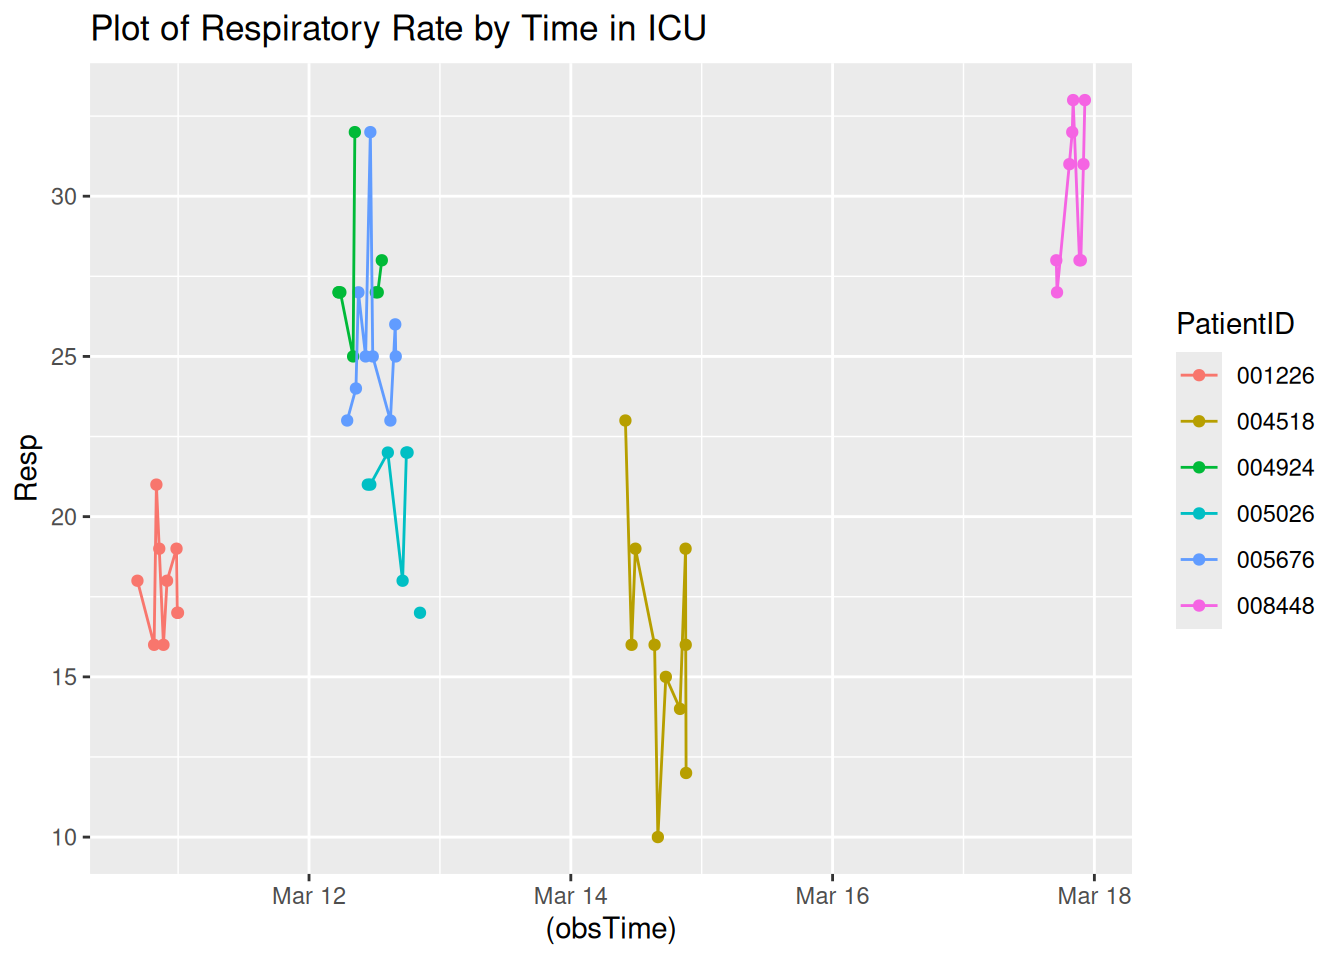 Plot of Respiratory Rate by Time in ICU
Resp
30
25
20
15
10
Mar 12
Mar 14
Mar 16
Mar 18
(obsTime)
PatientID
001226
004518
004924
005026
005676
008448